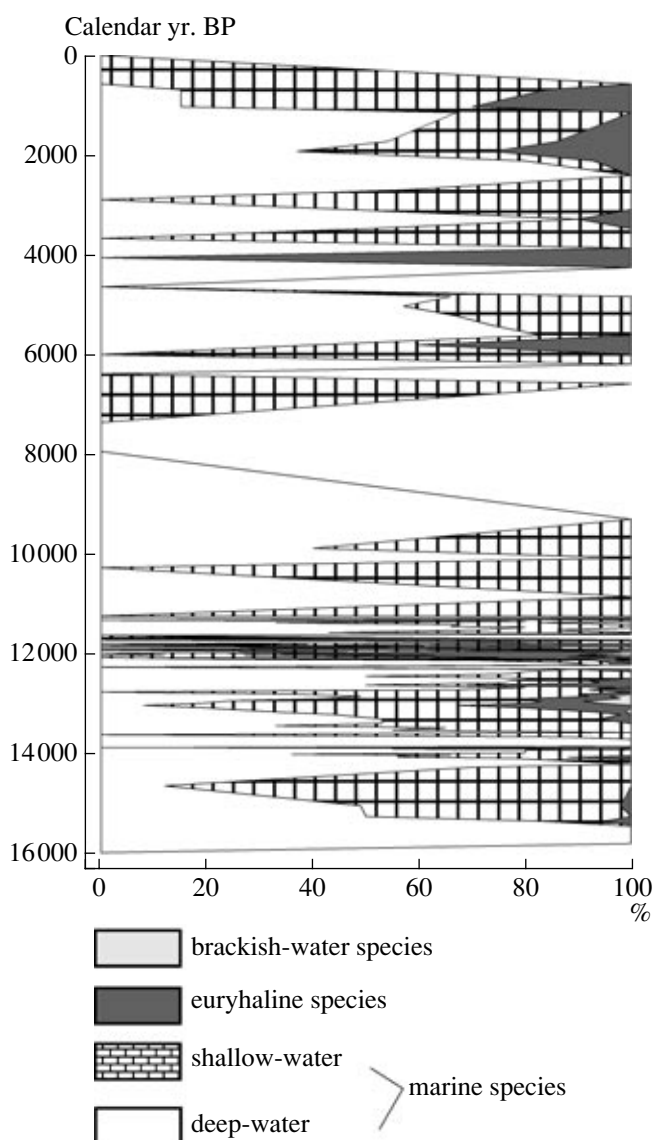 Calendar yr. BP
0
2000
4000
6000
8000
10000
12000
14000
16000
0 20 40 60 80 100
%
brackish-water species
euryhaline species
shallow-water
marine species
deep-water